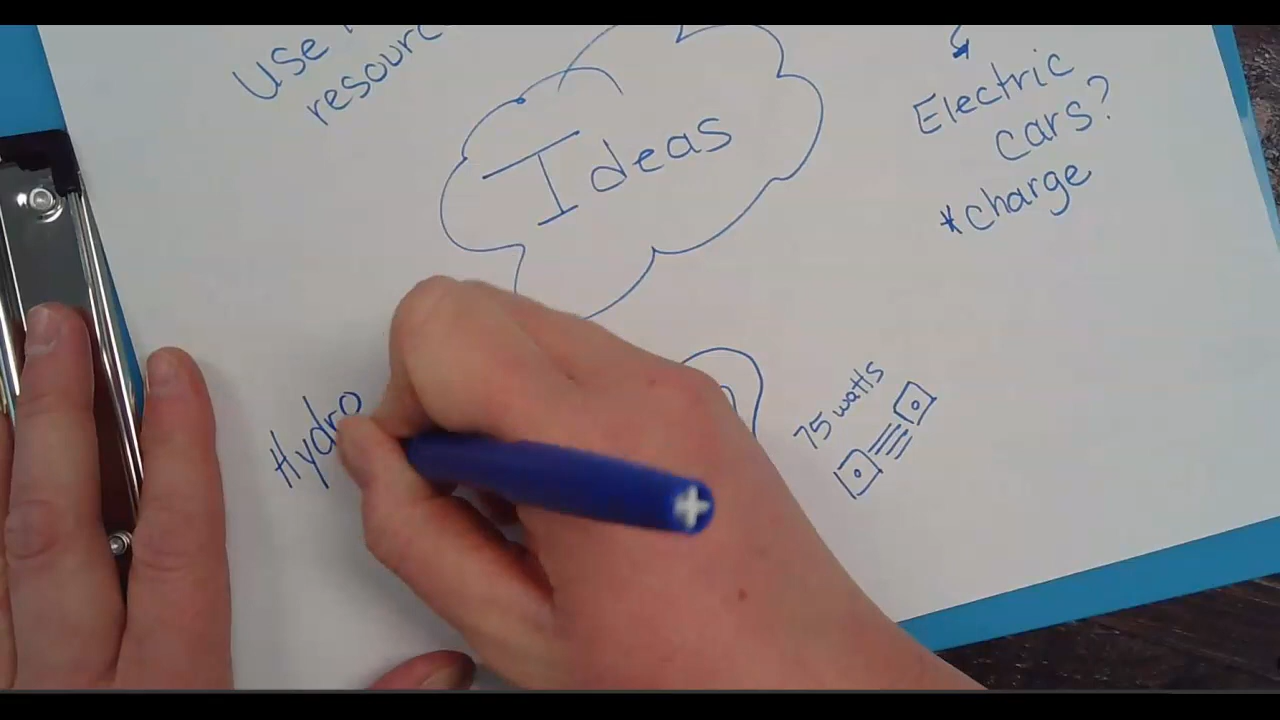 Use
resourc
Ideas
Electric
cars?
*charge
75 watts
Hydro